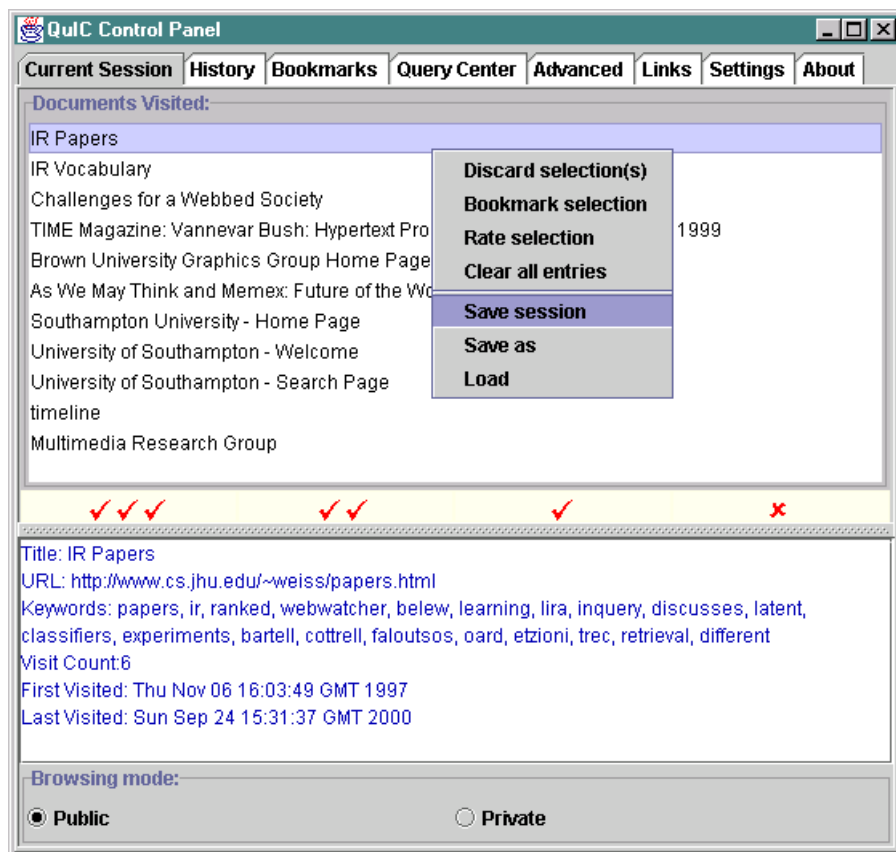 QuIC Control Panel
Current Session History Bookmarks Query Center Advanced Links Settings About
Documents Visited:
IR Papers
IR Vocabulary
Challenges for a Webbed Society
TIME Magazine: Vannevar Bush: Hypertext Pro 1999
Brown University Graphics Group Home Page
As We May Think and Memex: Future of the Wo
Southampton University - Home Page
University of Southampton - Welcome
University of Southampton - Search Page
timeline
Multimedia Research Group
Discard selection(s)
Bookmark selection
Rate selection
Clear all entries
Save session
Save as
Load
Title: IR Papers
URL: http://www.cs.jhu.edu/~weiss/papers.html
Keywords: papers, ir, ranked, webwatcher, belew, learning, lira, inquery, discusses, latent,
classifiers, experiments, bartell, cottrell, faloutsos, oard, etzioni, trec, retrieval, different
Visit Count:6
First Visited: Thu Nov 06 16:03:49 GMT 1997
Last Visited: Sun Sep 24 15:31:37 GMT 2000
Browsing mode:
Public Private